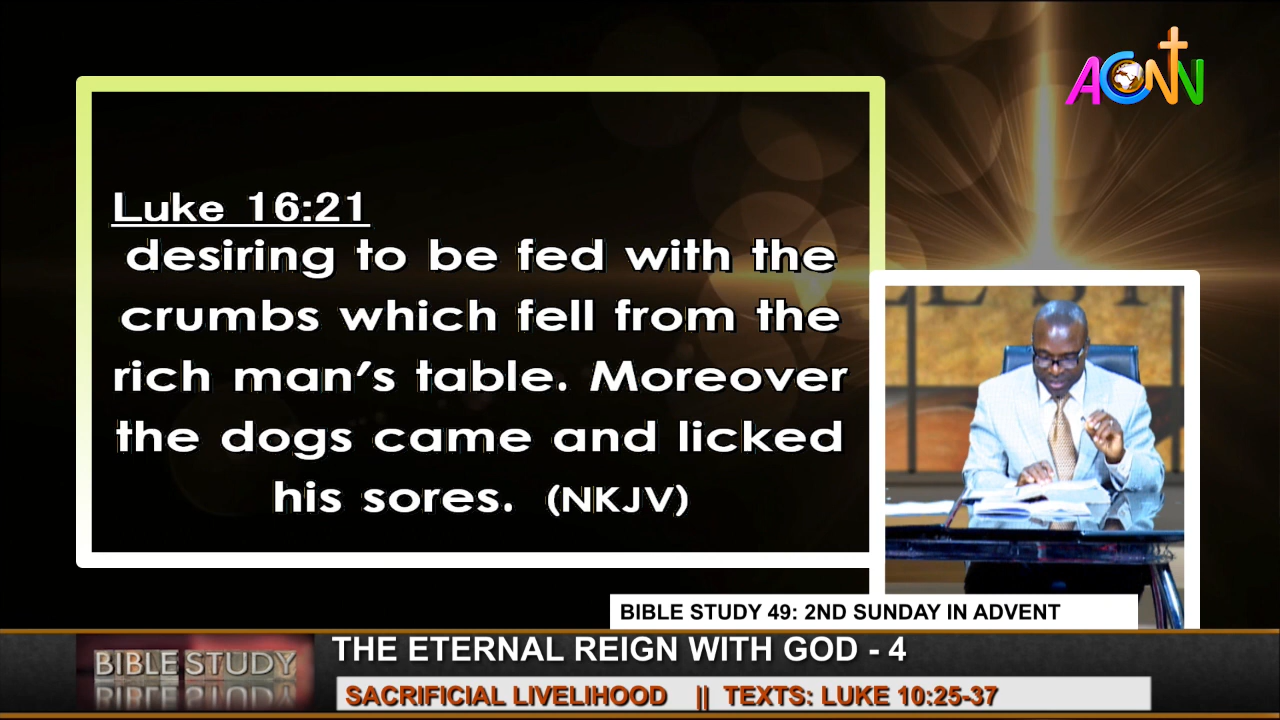 ACNN
Luke 16:21
desiring to be fed with the
crumbs which fell from the
rich man's table. Moreover
the dogs came and licked
his sores. (NKJV)
BIBLE STUDY 49: 2ND SUNDAY IN ADVENT
BIBLE STUDY
THE ETERNAL REIGN WITH GOD - 4
SACRIFICIAL LIVELIHOOD || TEXTS: LUKE 10:25-37